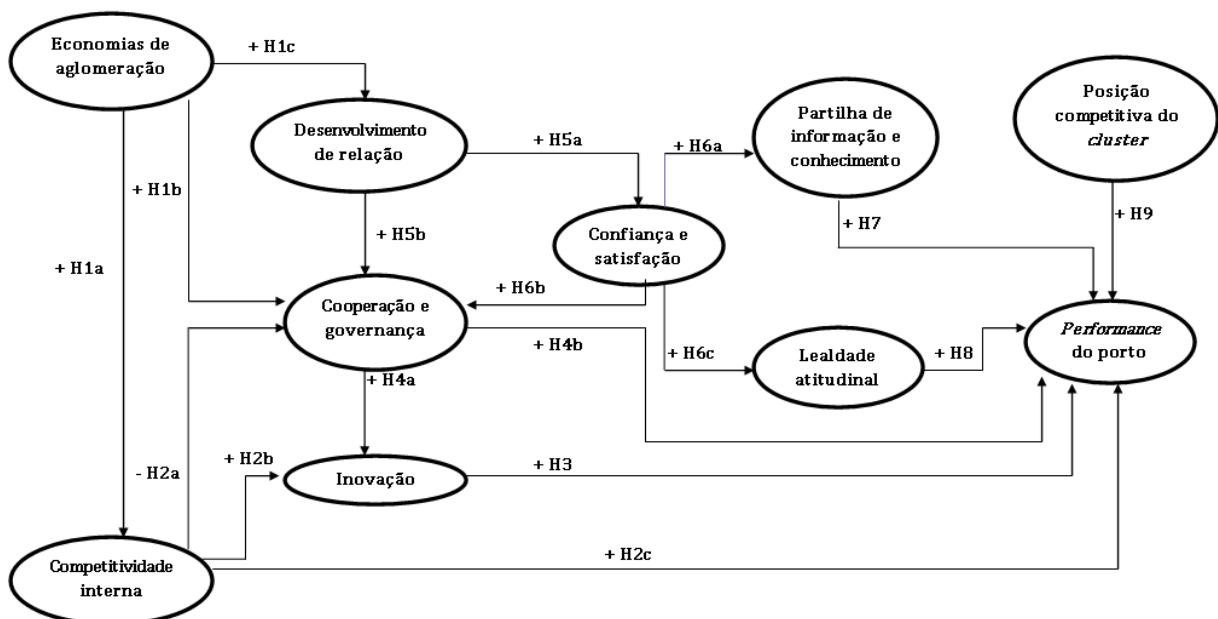 Economias de
aglomeração
+ H1c
Desenvolvimento
de relação
+ H5a
Partilha de
informação e
conhecimento
+ H6a
Posição
competitiva do
cluster
+ H1b
+ H5b
Confiança e
satisfação
+ H7
+ H9
+ H1a
Cooperação e
governança
+ H6b
+ H4b
+ H6c
Lealdade
atitudinal
+ H8
Performance
do porto
+ H4a
- H2a
+ H2b
Inovação
+ H3
Competitividade
interna
+ H2c